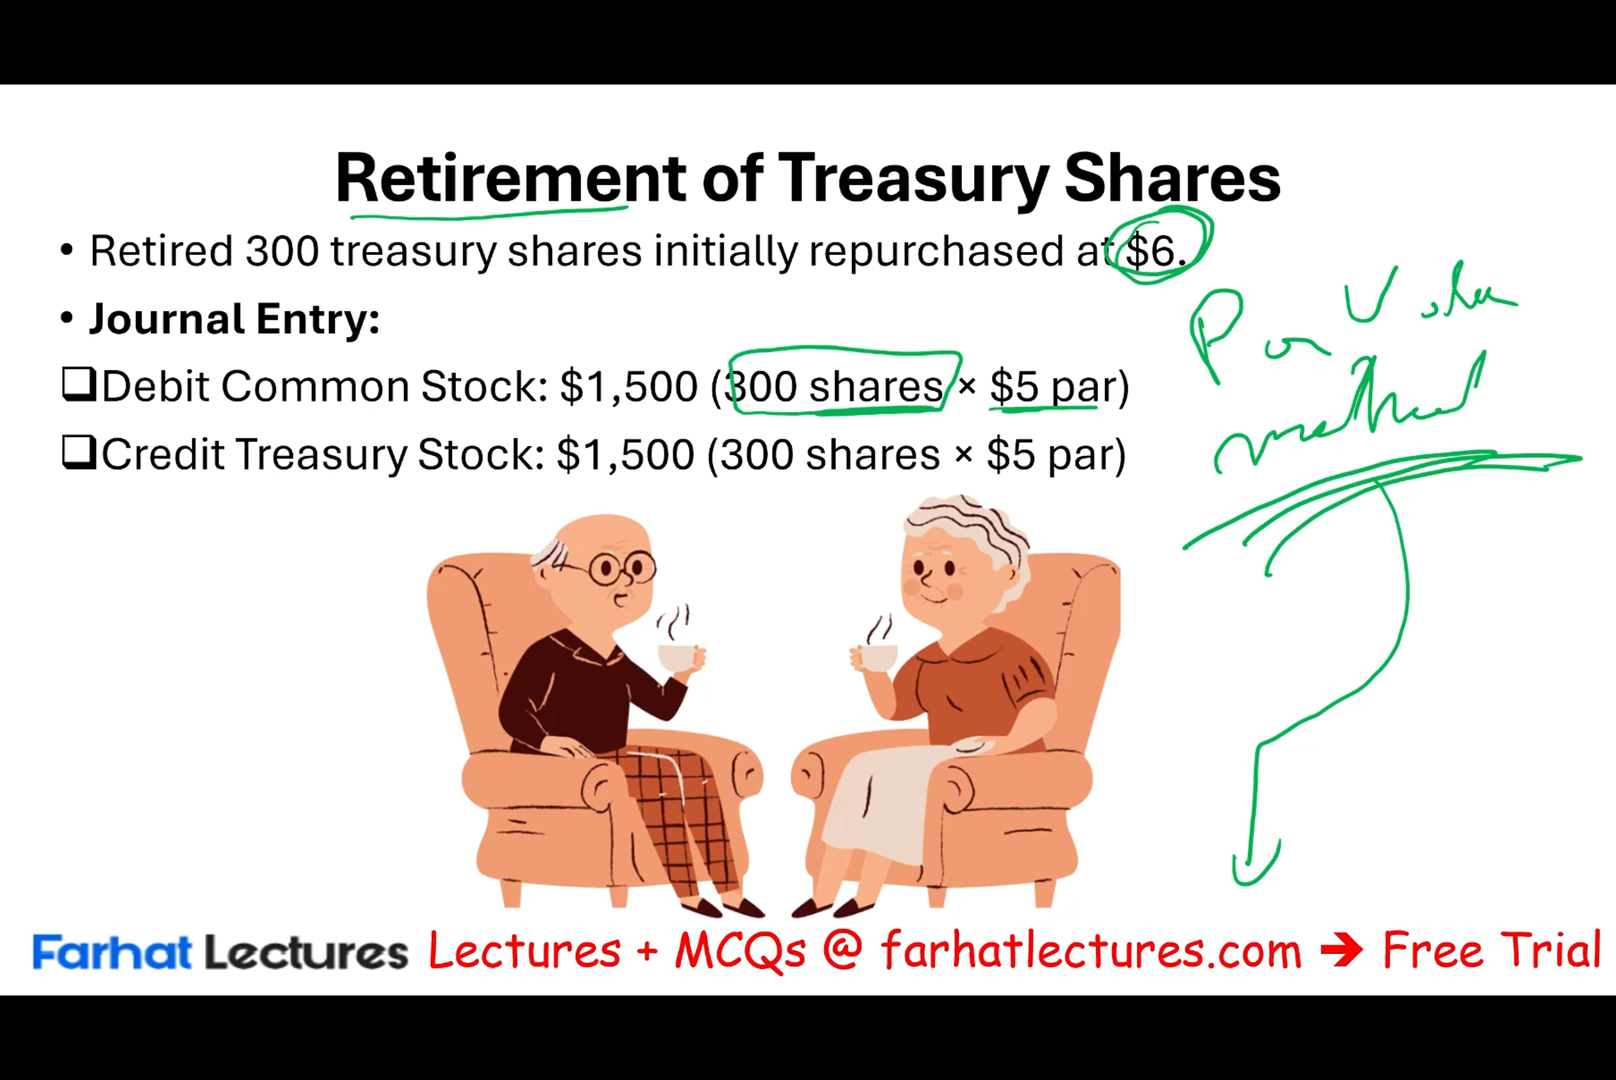 Retirement of Treasury Shares
• Retired 300 treasury shares initially repurchased at $6.
• Journal Entry:
❑Debit Common Stock: $1,500 (300 shares × $5 par)
❑Credit Treasury Stock: $1,500 (300 shares × $5 par)
Par Value
method
Farhat Lectures Lectures + MCQs @ farhatlectures.com ➔ Free Trial